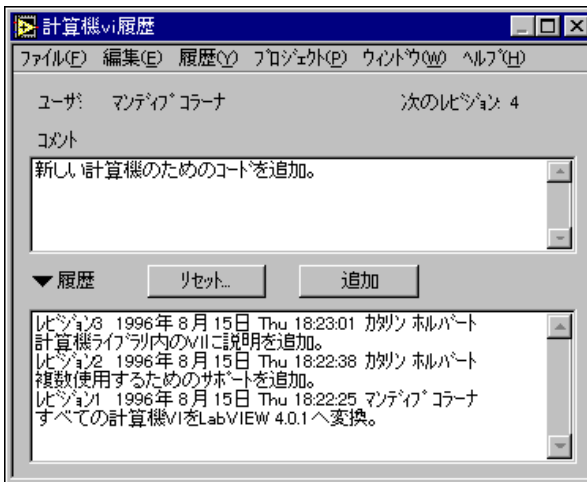 計算機vi履歴
ファイル(F) 編集(E) 履歴(Y) プロジェクト(P) ウィンドウ(W) ヘルプ(H)
ユーザ: マンディプ コラーナ 次のレビジョン: 4
コメント
新しい計算機のためのコードを追加。
▼履歴 リセット... 追加
レビジョン3 1996年 8月 15日 Thu 18:23:01 カタリン ホルバート
計算機ライブラリ内のVIに説明を追加。
レビジョン2 1996年 8月 15日 Thu 18:22:38 カタリン ホルバート
複数使用するためのサポートを追加。
レビジョン1 1996年 8月 15日 Thu 18:22:25 マンディプ コラーナ
すべての計算機VIをLabVIEW 4.0.1 へ変換。